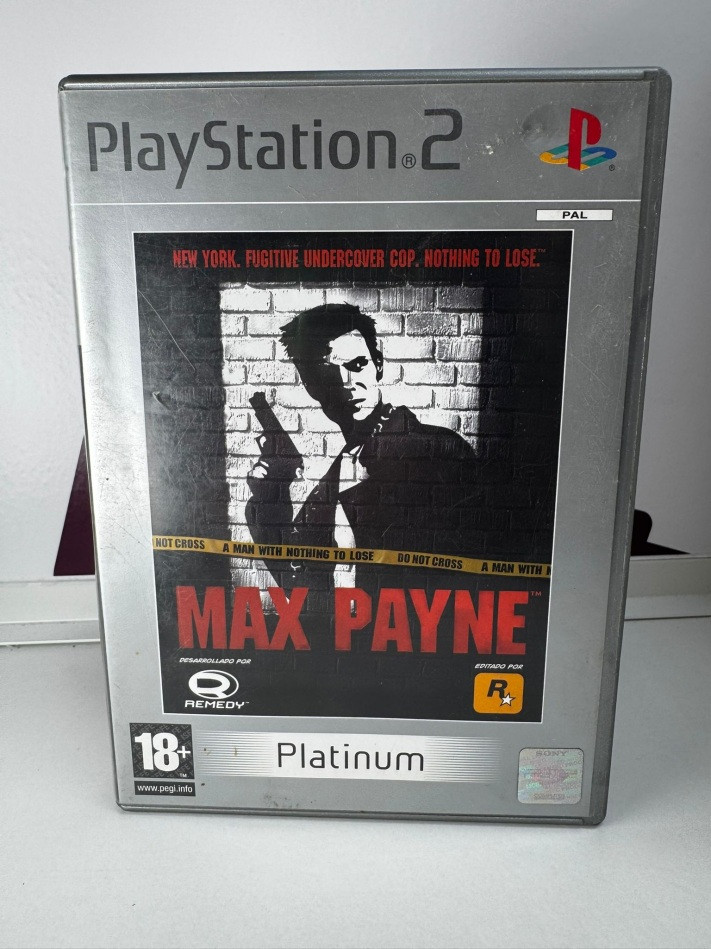 PlayStation®2
PAL
NEW YORK. FUGITIVE UNDERCOVER COP. NOTHING TO LOSE.™
NOT CROSS A MAN WITH NOTHING TO LOSE DO NOT CROSS A MAN WITH
MAX PAYNE™
DESARROLLADO POR
EDITADO POR
REMEDY™
R
18+™
www.pegi.info
Platinum
SONY